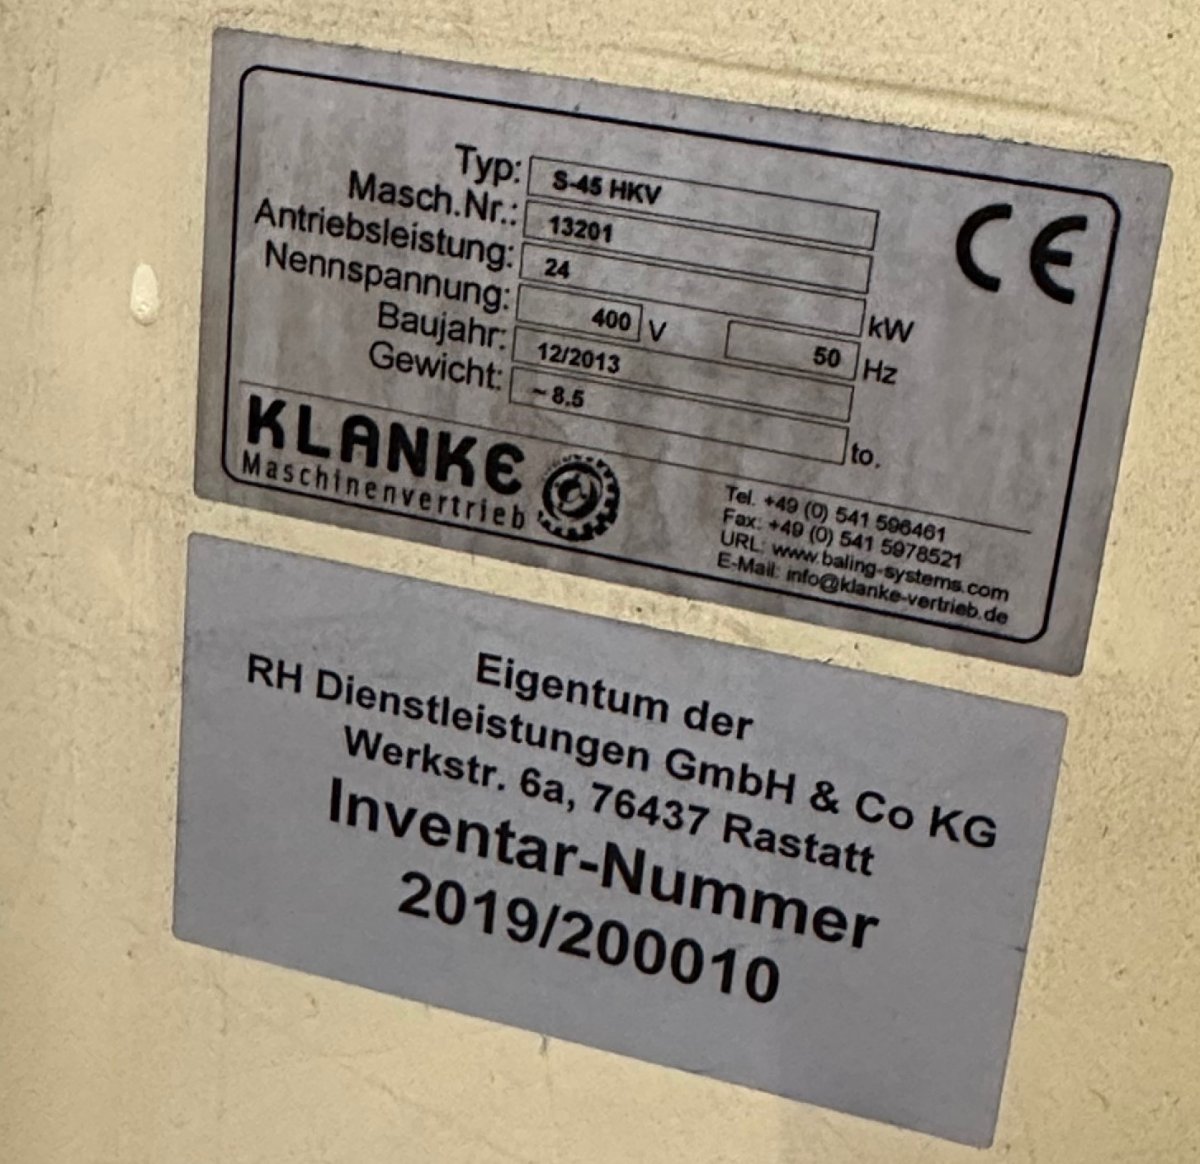 Typ: S-45 HKV
Masch.Nr.: 13201
Antriebsleistung: 24 kW
Nennspannung: 400 V 50 Hz
Baujahr: 12/2013
Gewicht: ~ 8.5 to.
CE
KLANKE
Maschinenvertrieb
Tel. +49 (0) 541 596461
Fax: +49 (0) 541 5978521
URL: www.baling-systems.com
E-Mail: info@klanke-vertrieb.de
Eigentum der
RH Dienstleistungen GmbH & Co KG
Werkstr. 6a, 76437 Rastatt
Inventar-Nummer
2019/200010